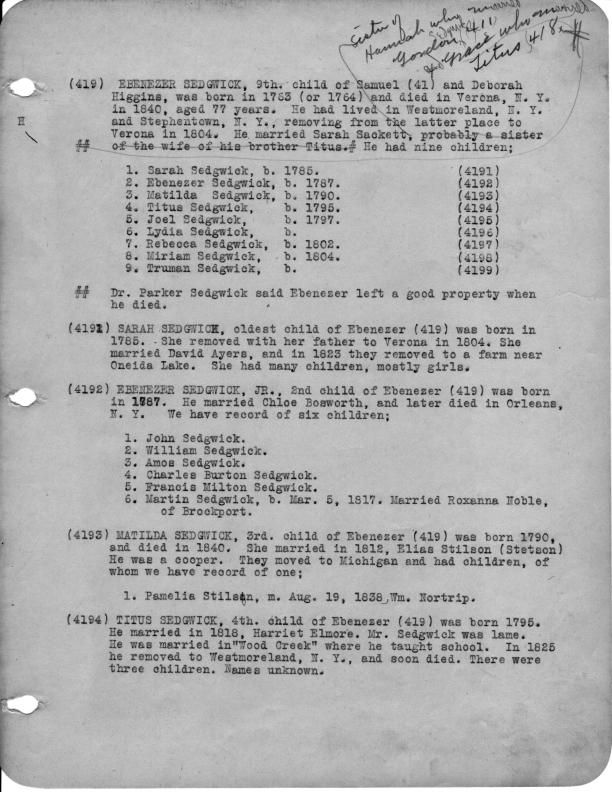 Sister of
Hannah who married
Gordon 411
& Grace who married
Titus 418. #
(419) EBENEZER SEDGWICK, 9th. child of Samuel (41) and Deborah
Higgins, was born in 1763 (or 1764) and died in Verona, N. Y.
in 1840, aged 77 years. He had lived in Westmoreland, N. Y.
H and Stephentown, N. Y., removing from the latter place to
Verona in 1804. He married Sarah Sackett, probably a sister
## of the wife of his brother Titus.# He had nine children;
1. Sarah Sedgwick, b. 1785. (4191)
2. Ebenezer Sedgwick, b. 1787. (4192)
3. Matilda Sedgwick, b. 1790. (4193)
4. Titus Sedgwick, b. 1795. (4194)
5. Joel Sedgwick, b. 1797. (4195)
6. Lydia Sedgwick, b. (4196)
7. Rebecca Sedgwick, b. 1802. (4197)
8. Miriam Sedgwick, b. 1804. (4198)
9. Truman Sedgwick, b. (4199)
## Dr. Parker Sedgwick said Ebenezer left a good property when
he died.
(4191) SARAH SEDGWICK, oldest child of Ebenezer (419) was born in
1785. She removed with her father to Verona in 1804. She
married David Ayers, and in 1823 they removed to a farm near
Oneida Lake. She had many children, mostly girls.
(4192) EBENEZER SEDGWICK, JR., 2nd child of Ebenezer (419) was born
in 1787. He married Chloe Bosworth, and later died in Orleans,
N. Y. We have record of six children;
1. John Sedgwick.
2. William Sedgwick.
3. Amos Sedgwick.
4. Charles Burton Sedgwick.
5. Francis Milton Sedgwick.
6. Martin Sedgwick, b. Mar. 5, 1817. Married Roxanna Noble,
of Brockport.
(4193) MATILDA SEDGWICK, 3rd. child of Ebenezer (419) was born 1790,
and died in 1840. She married in 1812, Elias Stilson (Stetson)
He was a cooper. They moved to Michigan and had children, of
whom we have record of one;
1. Pamelia Stilson, m. Aug. 19, 1838, Wm. Nortrip.
(4194) TITUS SEDGWICK, 4th. child of Ebenezer (419) was born 1795.
He married in 1818, Harriet Elmore. Mr. Sedgwick was lame.
He was married in"Wood Creek" where he taught school. In 1825
he removed to Westmoreland, N. Y., and soon died. There were
three children. Names unknown.